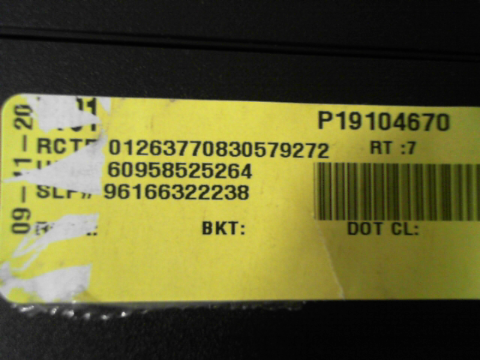 P19104670
RCT# 01263770830579272 RT :7
60958525264
SLP# 96166322238
BKT: DOT CL:
09-11-20